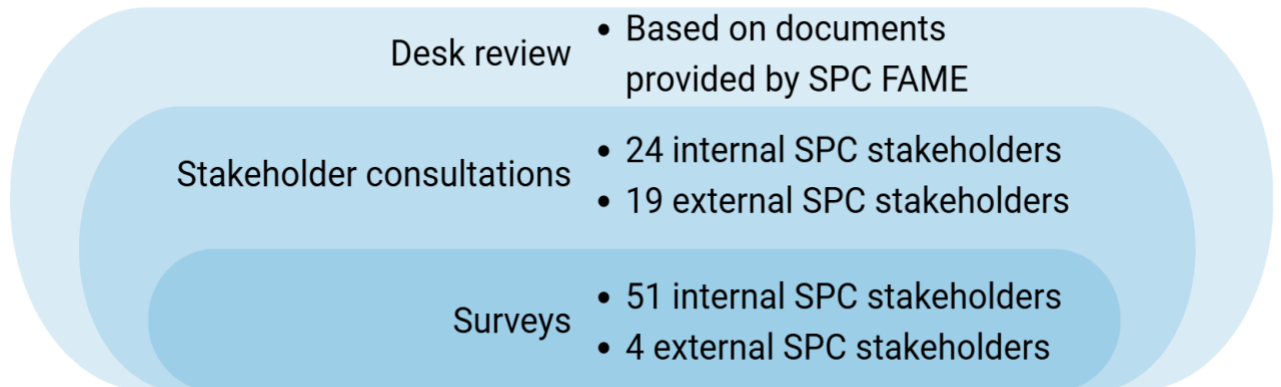 Desk review
• Based on documents
provided by SPC FAME
Stakeholder consultations
• 24 internal SPC stakeholders
• 19 external SPC stakeholders
Surveys
• 51 internal SPC stakeholders
• 4 external SPC stakeholders